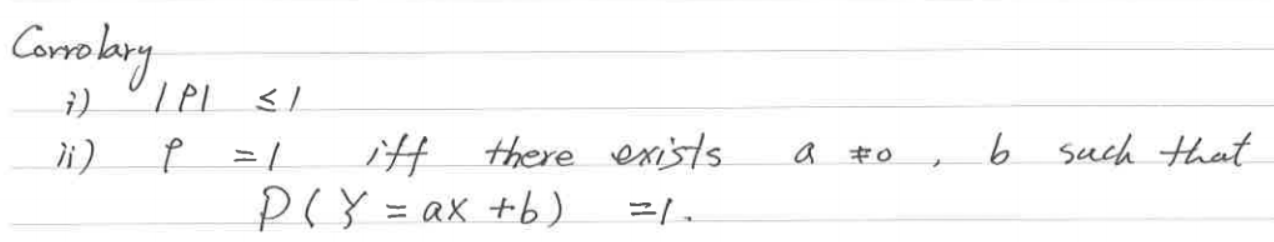 Corrolary
i) |ρ| ≤ 1
ii) ρ = 1 iff there exists a ≠ 0 , b such that
P(Y = ax + b) = 1.